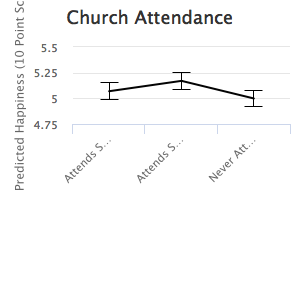 Church Attendance
Predicted Happiness (10 Point Sc
5.5
5.25
5
4.75
Attends S...
Attends S...
Never Att...